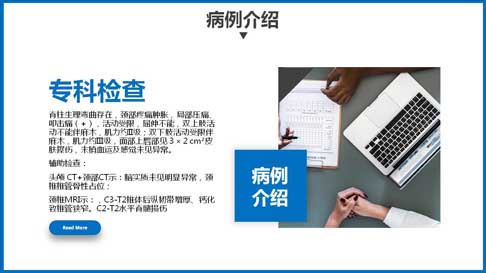 病例介绍
专科检查
脊柱生理弯曲存在，颈部疼痛肿胀，局部压痛、
叩击痛（+），活动受限，屈伸不能，双上肢活
动不能伴麻木，肌力约Ⅲ级；双下肢活动受限伴
麻木，肌力约Ⅲ级，面部上唇部见3×2 cm²皮
肤擦伤，末梢血运及感觉未见异常。
辅助检查：
头颅 CT+颈部CT示：脑实质未见明显异常，颈
椎椎管骨性占位；
颈椎MRI示：，C3-T2椎体后纵韧带增厚、钙化
致椎管狭窄。C2-T2水平脊髓损伤
Read More
病例
介绍